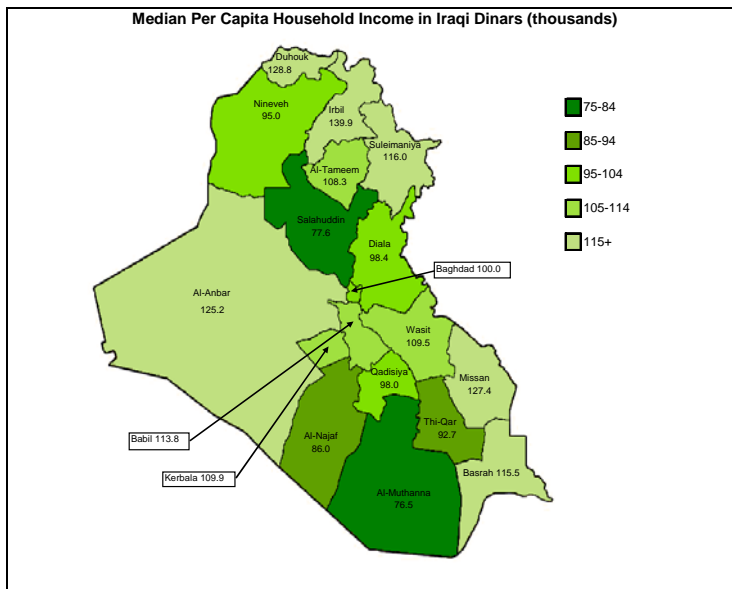 Median Per Capita Household Income in Iraqi Dinars (thousands)
Duhouk
128.8
Nineveh
95.0
Irbil
139.9
Suleimaniya
116.0
Al-Tameem
108.3
Salahuddin
77.6
Diala
98.4
Baghdad 100.0
Al-Anbar
125.2
Wasit
109.5
Qadisiya
98.0
Missan
127.4
Thi-Qar
92.7
Al-Najaf
86.0
Babil 113.8
Kerbala 109.9
Basrah 115.5
Al-Muthanna
76.5
75-84
85-94
95-104
105-114
115+